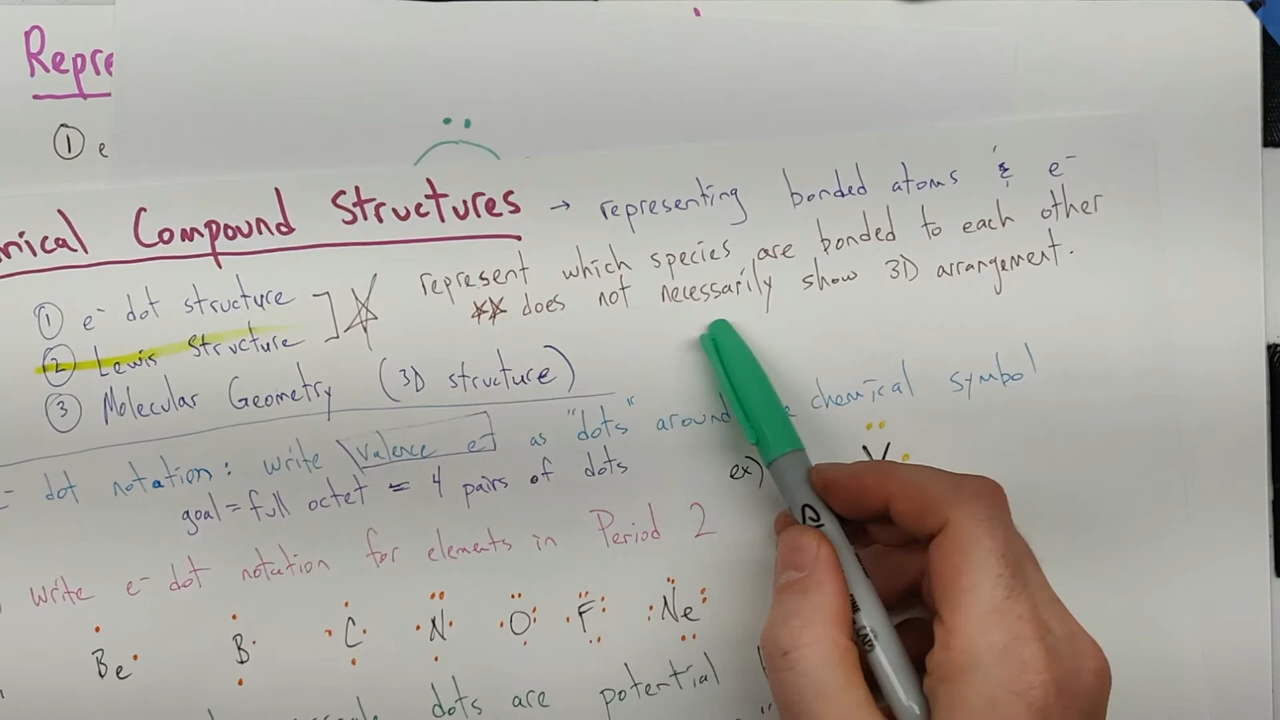 Repre
① e
nical Compound Structures → representing bonded atoms & e⁻
represent which species are bonded to each other
** does not necessarily show 3D arrangement.
① e⁻ dot structure
② Lewis Structure
③ Molecular Geometry (3D structure)
- dot notation: write valence e⁻ as "dots" around chemical symbol
goal = full octet = 4 pairs of dots
ex)
write e⁻ dot notation for elements in Period 2
Be B C N O F Ne
dots are potential